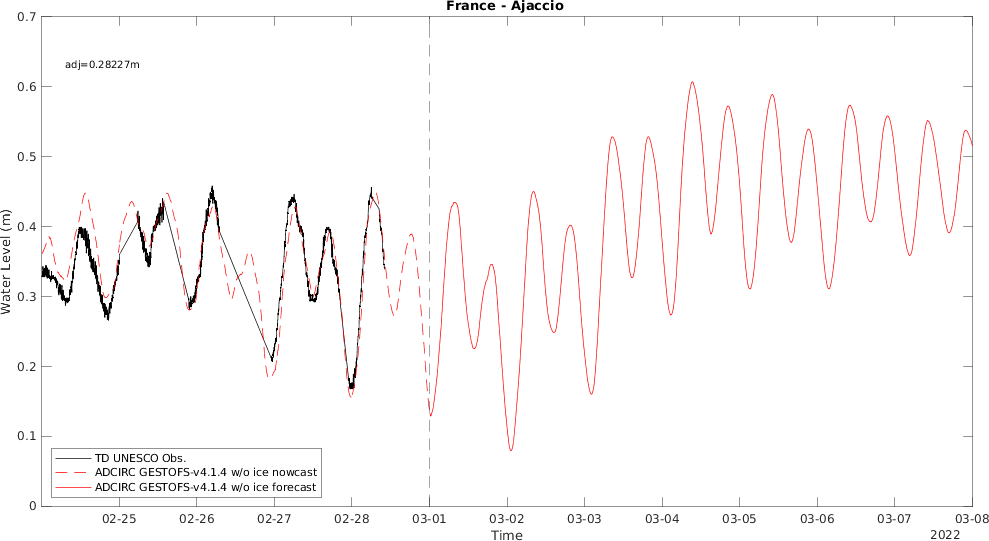 France - Ajaccio
adj=0.28227m
Water Level (m)
0.7
0.6
0.5
0.4
0.3
0.2
0.1
0
TD UNESCO Obs.
ADCIRC GESTOFS-v4.1.4 w/o ice nowcast
ADCIRC GESTOFS-v4.1.4 w/o ice forecast
02-25 02-26 02-27 02-28 03-01 03-02 03-03 03-04 03-05 03-06 03-07 03-08
Time
2022